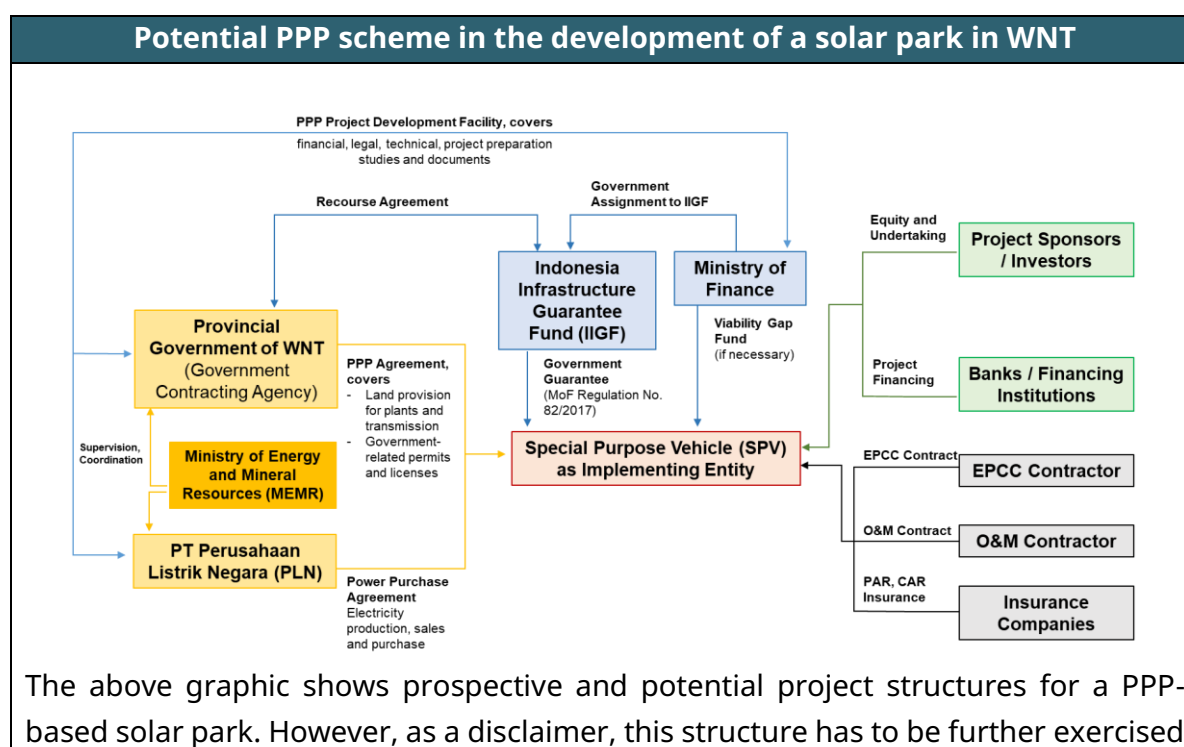 Potential PPP scheme in the development of a solar park in WNT
PPP Project Development Facility, covers
financial, legal, technical, project preparation
studies and documents
Recourse Agreement
Government
Assignment to IIGF
Equity and
Undertaking
Project Sponsors
/ Investors
Indonesia
Infrastructure
Guarantee
Fund (IIGF)
Ministry of
Finance
Provincial
Government of WNT
(Government
Contracting Agency)
PPP Agreement,
covers
- Land provision
for plants and
transmission
- Government-
related permits
and licenses
Government
Guarantee
(MoF Regulation No.
82/2017)
Viability Gap
Fund
(if necessary)
Project
Financing
Banks / Financing
Institutions
Supervision,
Coordination
Ministry of Energy
and Mineral
Resources (MEMR)
Special Purpose Vehicle (SPV)
as Implementing Entity
EPCC Contract
EPCC Contractor
O&M Contract
O&M Contractor
PT Perusahaan
Listrik Negara (PLN)
Power Purchase
Agreement
Electricity
production, sales
and purchase
PAR, CAR
Insurance
Insurance
Companies
The above graphic shows prospective and potential project structures for a PPP-
based solar park. However, as a disclaimer, this structure has to be further exercised